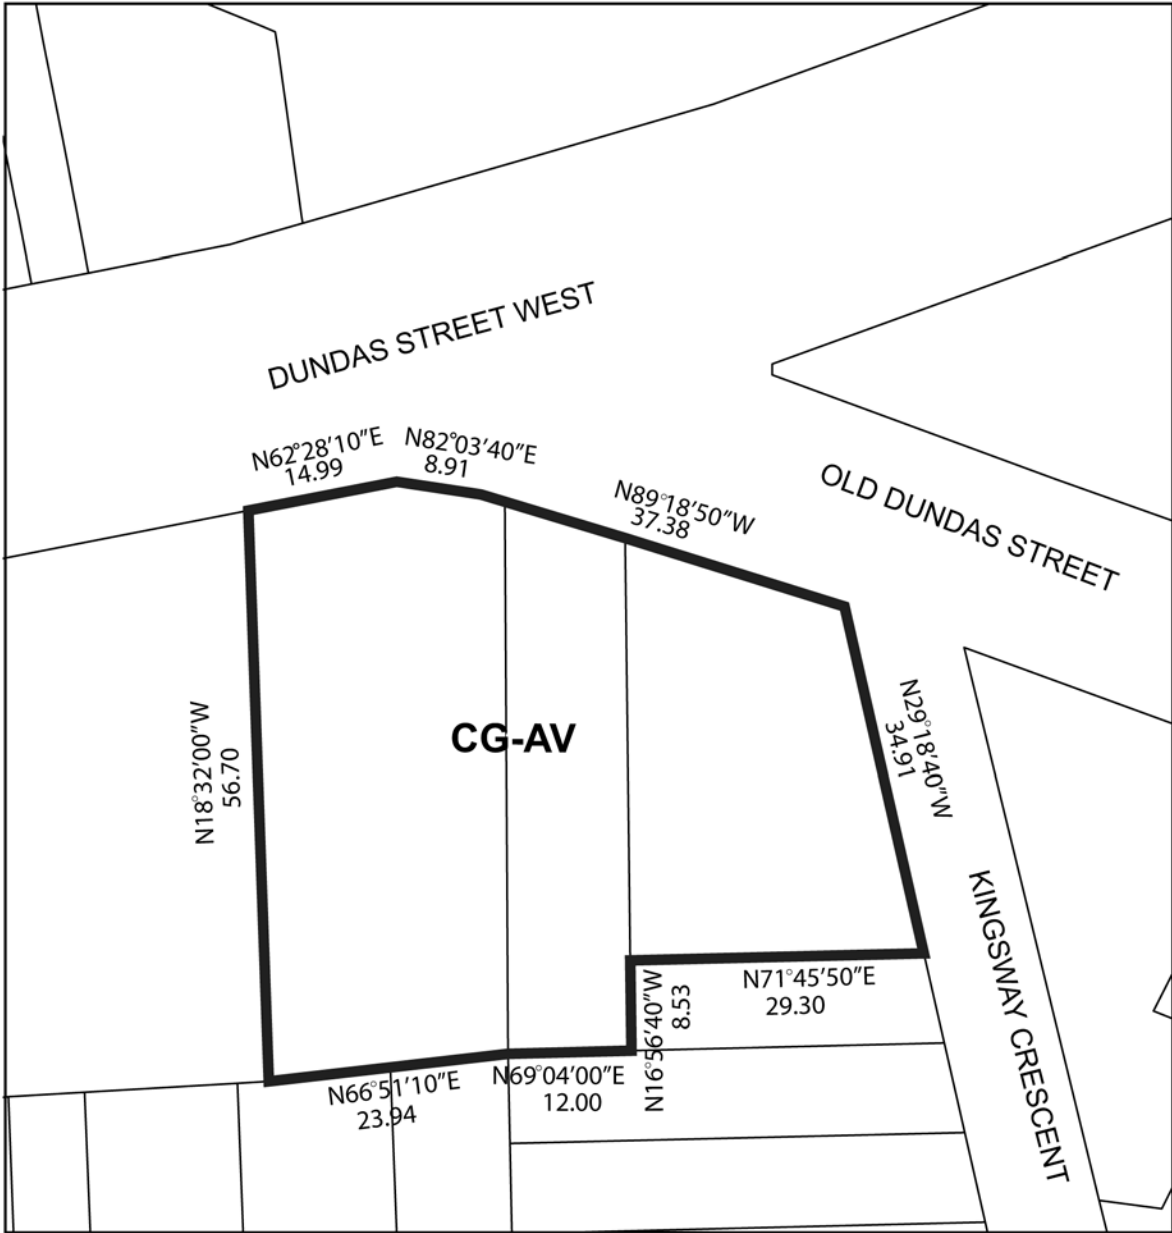 DUNDAS STREET WEST
N62°28'10"E
14.99
N82°03'40"E
8.91
N89°18'50"W
37.38
OLD DUNDAS STREET
N18°32'00"W
56.70
CG-AV
N29°18'40"W
34.91
KINGSWAY CRESCENT
N71°45'50"E
29.30
N16°56'40"W
8.53
N69°04'00"E
12.00
N66°51'10"E
23.94